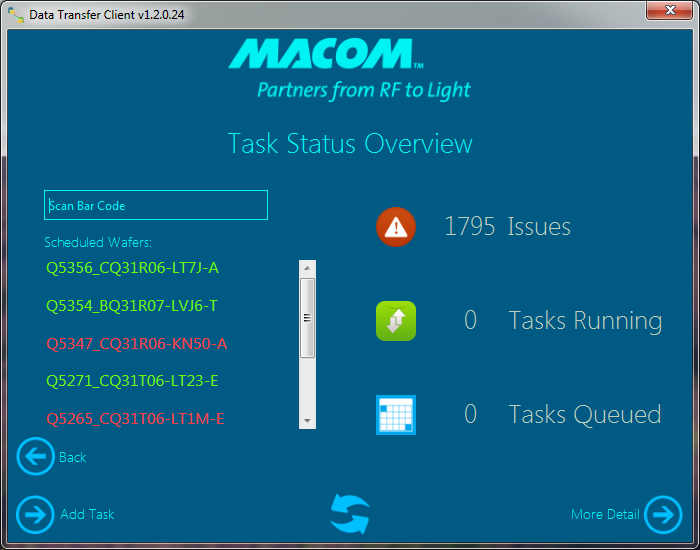 Data Transfer Client v1.2.0.24
MACOM™
Partners from RF to Light
Task Status Overview
Scan Bar Code
Scheduled Wafers:
Q5356_CQ31R06-LT7J-A
Q5354_BQ31R07-LVJ6-T
Q5347_CQ31R06-KN50-A
Q5271_CQ31T06-LT23-E
Q5265_CQ31T06-LT1M-E
1795 Issues
0 Tasks Running
0 Tasks Queued
Back
Add Task
More Detail